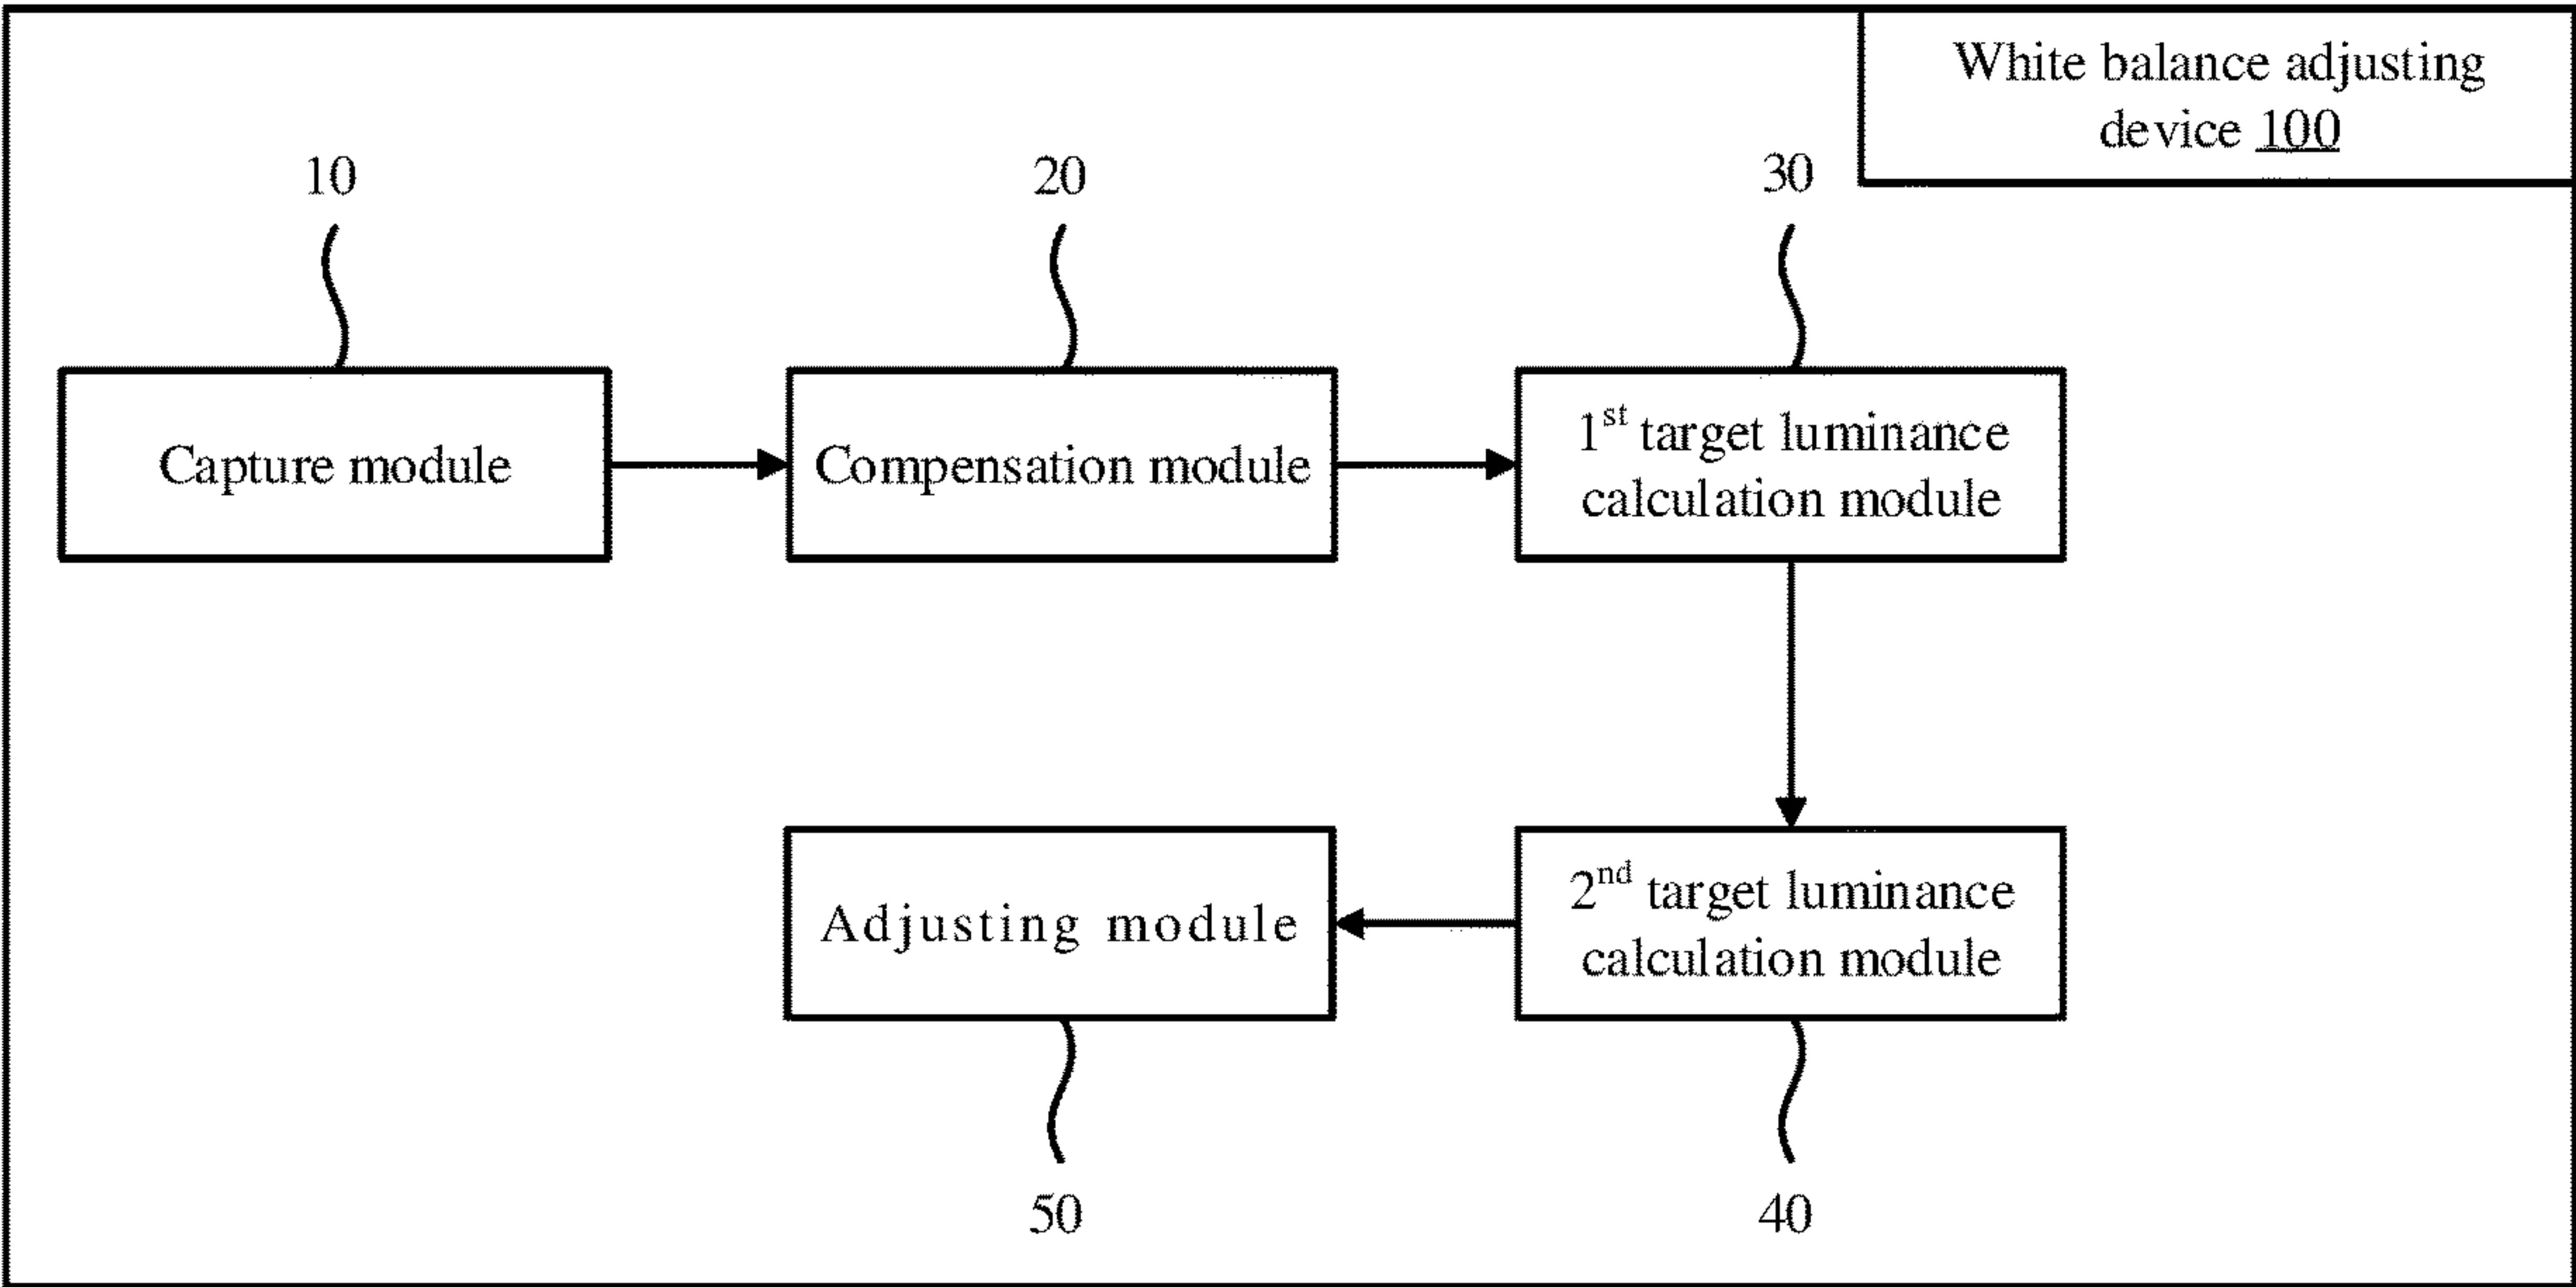 White balance adjusting
device 100
10
20
30
Capture module
Compensation module
1st target luminance
calculation module
Adjusting module
2nd target luminance
calculation module
50
40